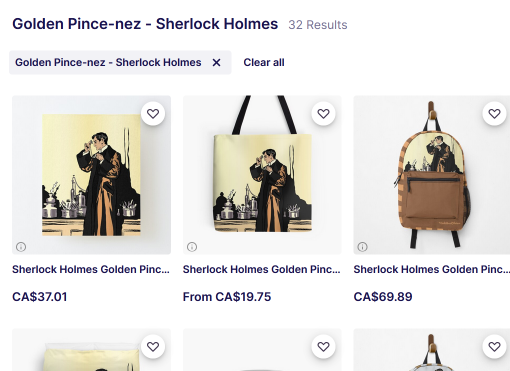 Golden Pince-nez - Sherlock Holmes 32 Results
Golden Pince-nez - Sherlock Holmes ✕ Clear all
Sherlock Holmes Golden Pinc... Sherlock Holmes Golden Pinc... Sherlock Holmes Golden Pinc...
CA$37.01 From CA$19.75 CA$69.89